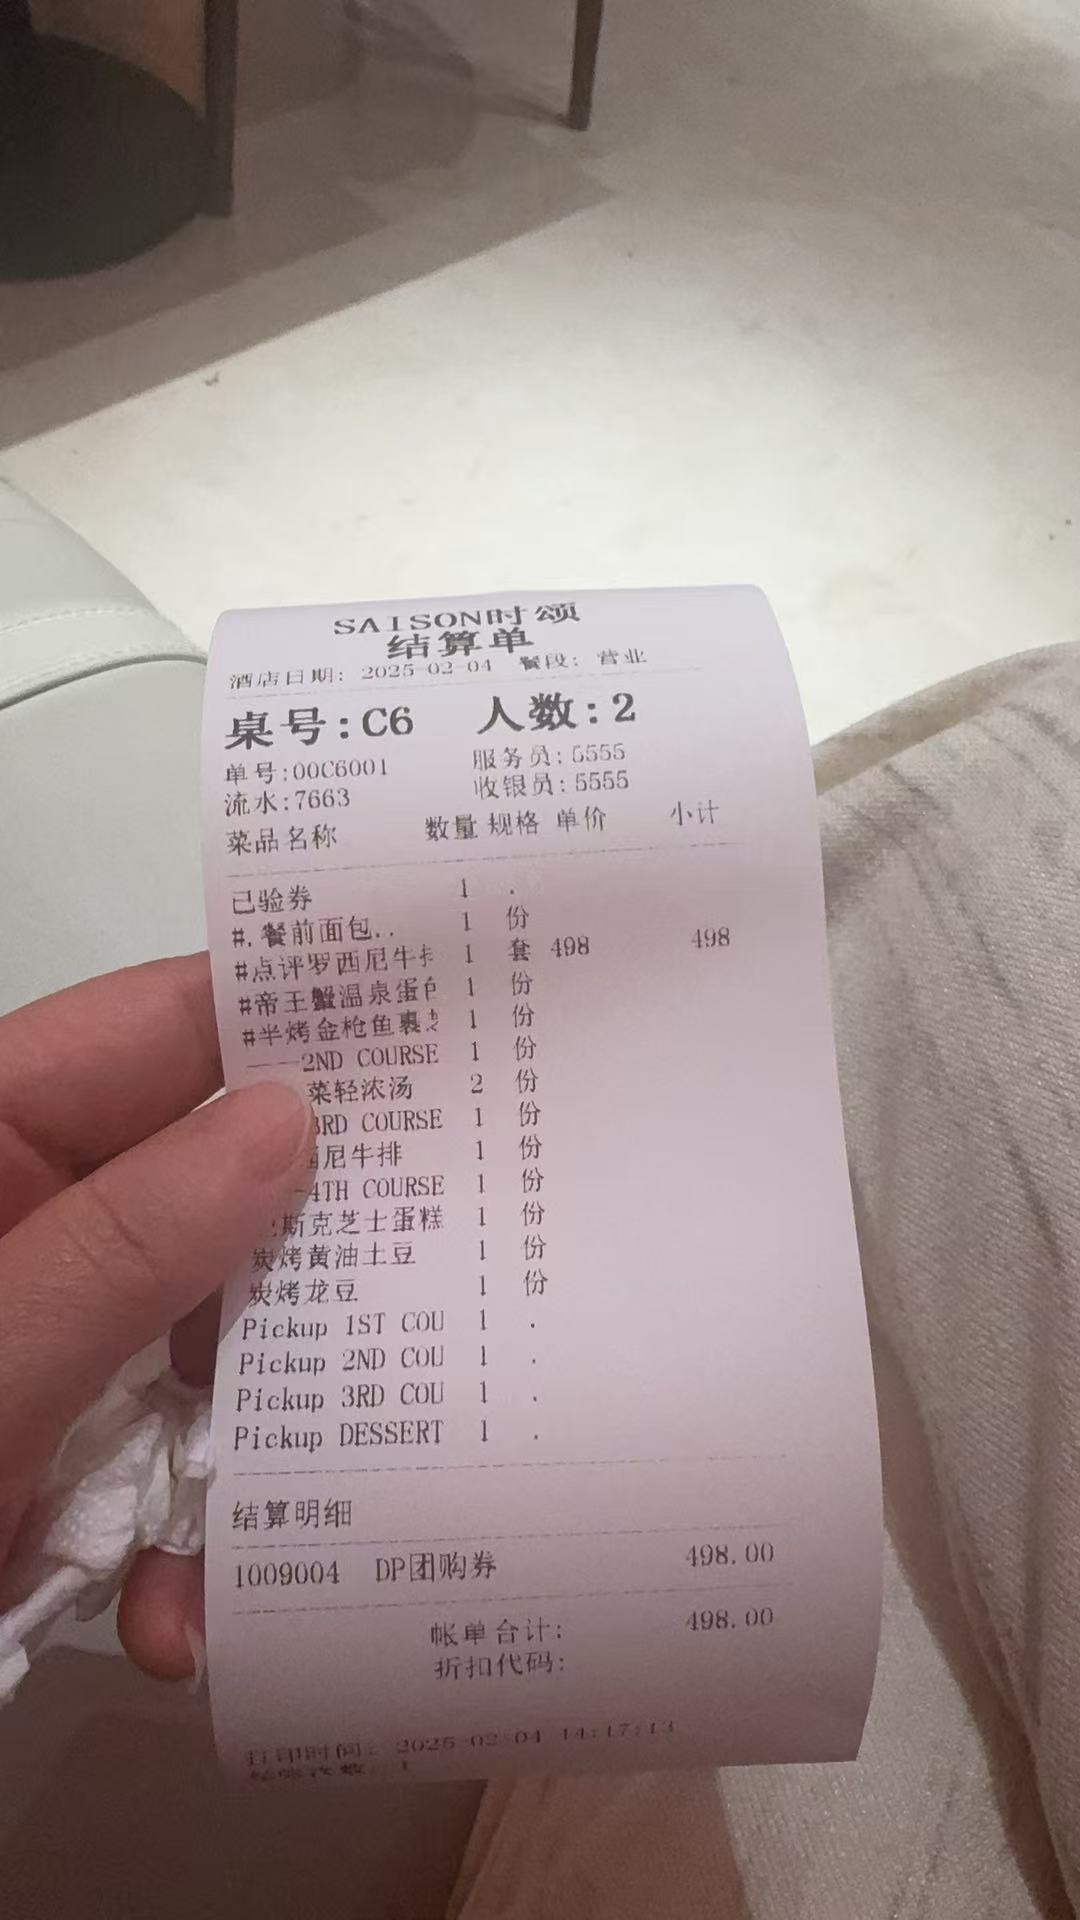 SAISON时颂
结算单
酒店日期: 2025-02-04 餐段: 营业
桌号:C6 人数:2
单号:00C6001 服务员:5555
流水:7663 收银员:5555
菜品名称 数量 规格 单价 小计
已验券 1 .
#.餐前面包.. 1 份
#点评罗西尼牛排 1 套 498 498
#帝王蟹温泉蛋 1 份
#半烤金枪鱼裹 1 份
——2ND COURSE 1 份
菜轻浓汤 2 份
3RD COURSE 1 份
西尼牛排 1 份
-4TH COURSE 1 份
斯克芝士蛋糕 1 份
炭烤黄油土豆 1 份
炭烤龙豆 1 份
Pickup 1ST COU 1 .
Pickup 2ND COU 1 .
Pickup 3RD COU 1 .
Pickup DESSERT 1 .
结算明细
1009004 DP团购券 498.00
帐单合计: 498.00
折扣代码:
打印时间: 2025-02-04 14:17:13